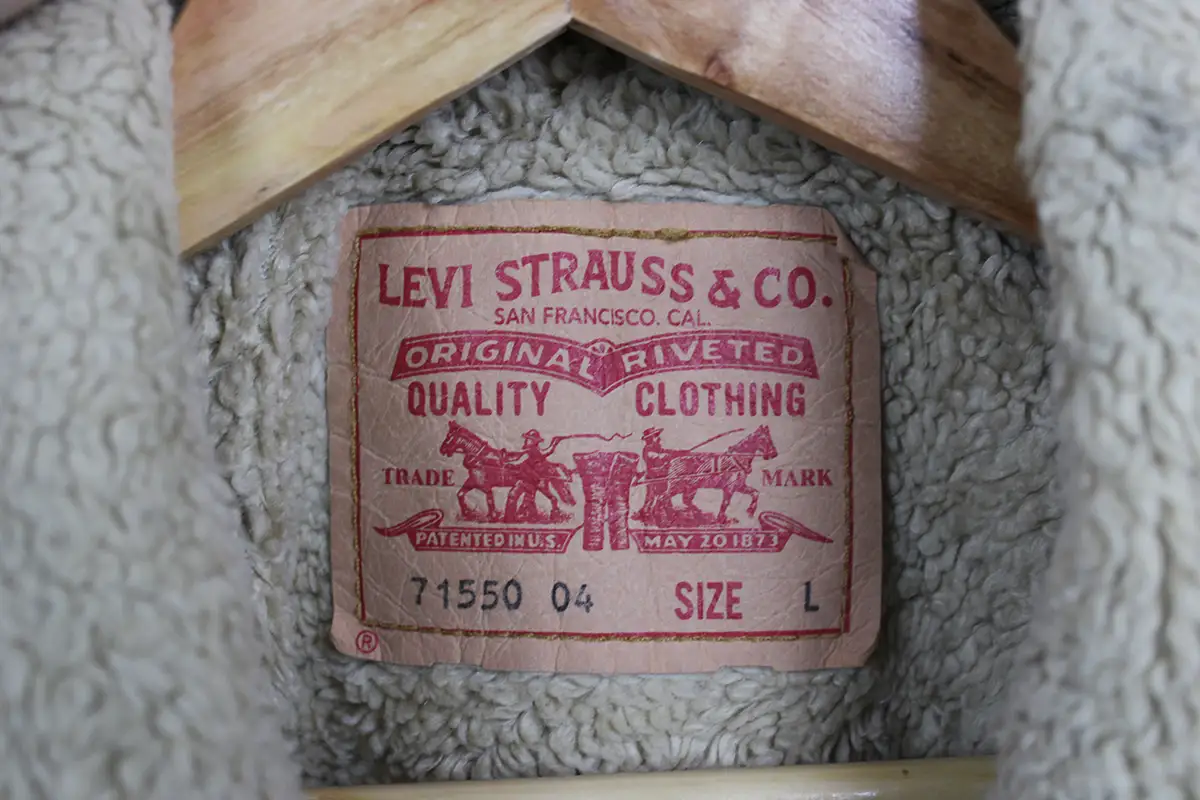 LEVI STRAUSS & CO.
SAN FRANCISCO. CAL.
ORIGINAL RIVETED
QUALITY CLOTHING
TRADE MARK
PATENTED IN U.S. MAY 20 1873
71550 04 SIZE L
®